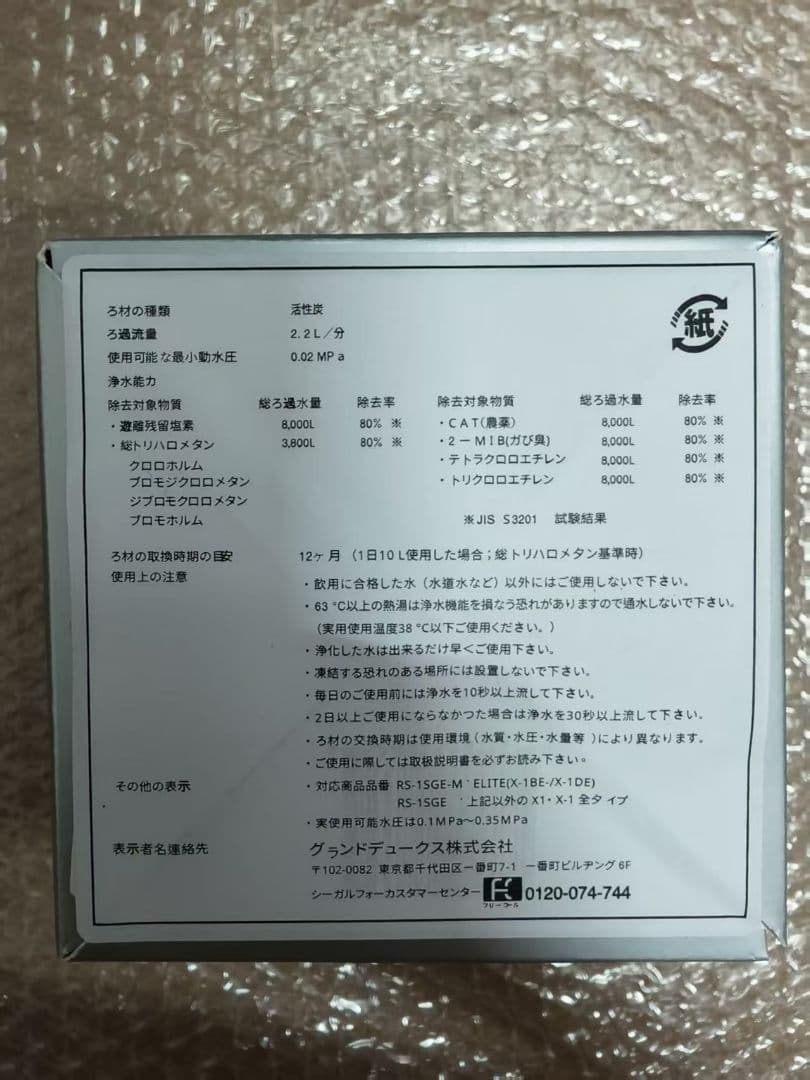 紙
ろ材の種類 活性炭
ろ過流量 2.2L/分
使用可能な最小動水圧 0.02 MPa
浄水能力
除去対象物質 総ろ過水量 除去率 除去対象物質 総ろ過水量 除去率
・遊離残留塩素 8,000L 80% ※ ・CAT(農薬) 8,000L 80% ※
・総トリハロメタン 3,800L 80% ※ ・2ーMIB(ガび臭) 8,000L 80% ※
クロロホルム ・テトラクロロエチレン 8,000L 80% ※
ブロモジクロロメタン ・トリクロロエチレン 8,000L 80% ※
ジブロモクロロメタン
ブロモホルム ※JIS S3201 試験結果
ろ材の取換時期の目安 12ヶ月 (1日10L使用した場合;総トリハロメタン基準時)
使用上の注意 ・飲用に合格した水(水道水など)以外にはご使用しないで下さい。
・63℃以上の熱湯は浄水機能を損なう恐れがありますので通水しないで下さい。
(実用使用温度38℃以下ご使用ください。)
・浄化した水は出来るだけ早くご使用下さい。
・凍結する恐れのある場所には設置しないで下さい。
・毎日のご使用前には浄水を10秒以上流して下さい。
・2日以上ご使用にならなかつた場合は浄水を30秒以上流して下さい。
・ろ材の交換時期は使用環境(水質・水圧・水量等)により異なります。
・ご使用に際しては取扱説明書を必ずお読み下さい。
その他の表示 ・対応商品品番 RS-1SGE-M ELITE(X-1BE-/X-1DE)
RS-1SGE 上記以外のX1・X-1 全タイプ
・実使用可能水圧は0.1MPa〜0.35MPa
表示者名連絡先 グランドデュークス株式会社
〒102-0082 東京都千代田区一番町7-1 一番町ビルヂング 6F
シーガルフォーカスタマーセンター フリーコール 0120-074-744